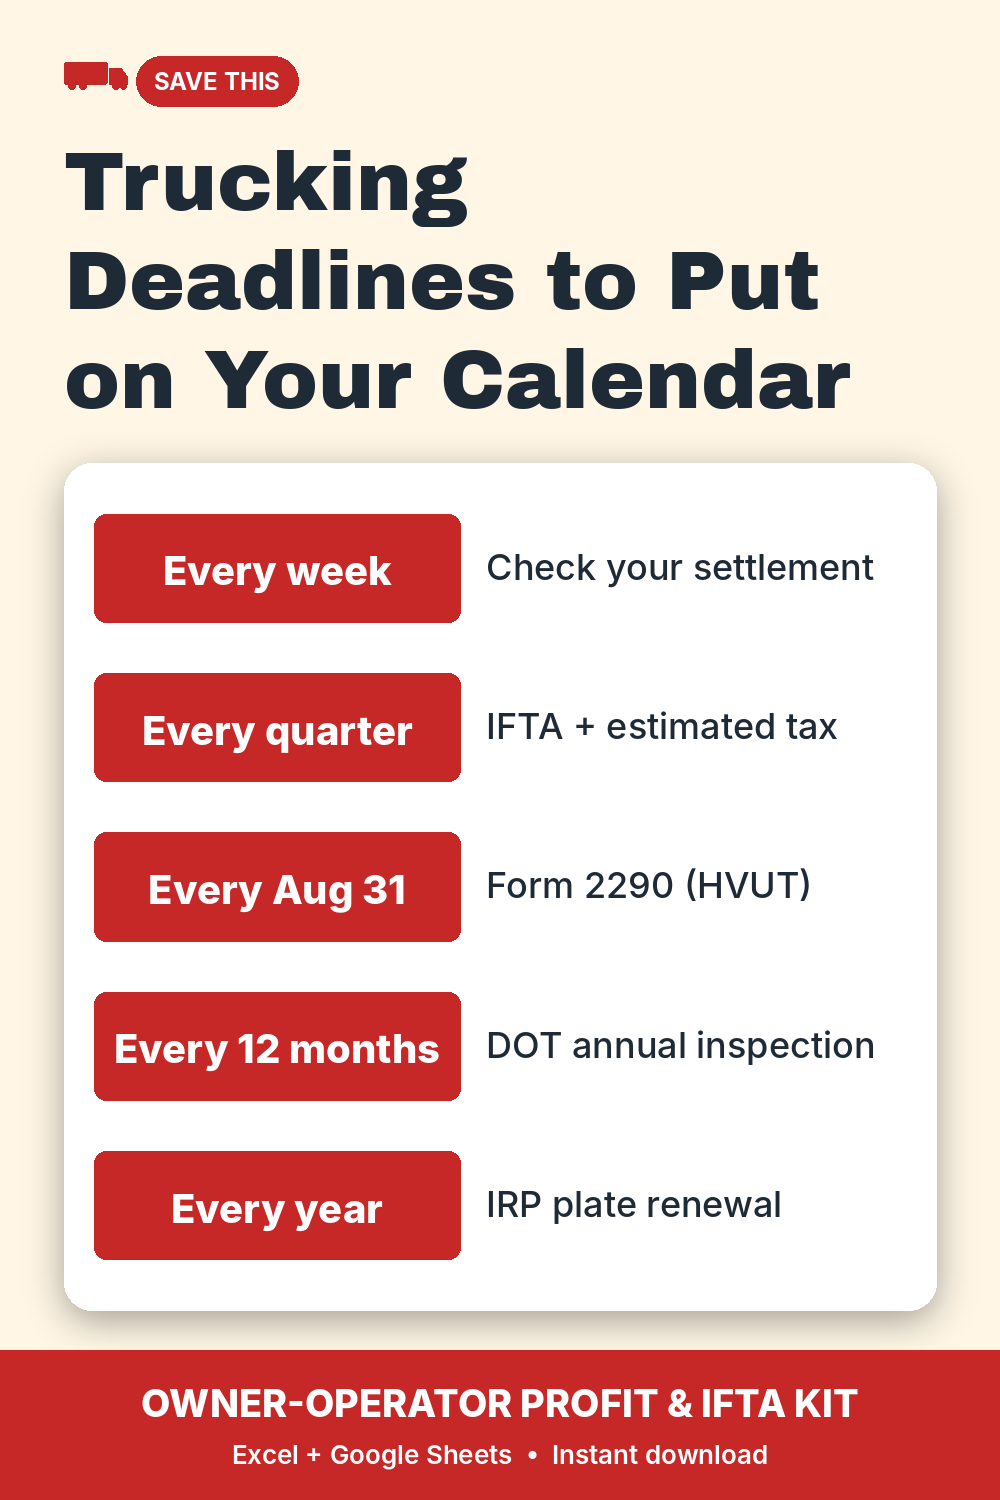 SAVE THIS
Trucking
Deadlines to Put
on Your Calendar
Every week
Check your settlement
Every quarter
IFTA + estimated tax
Every Aug 31
Form 2290 (HVUT)
Every 12 months
DOT annual inspection
Every year
IRP plate renewal
OWNER-OPERATOR PROFIT & IFTA KIT
Excel + Google Sheets • Instant download